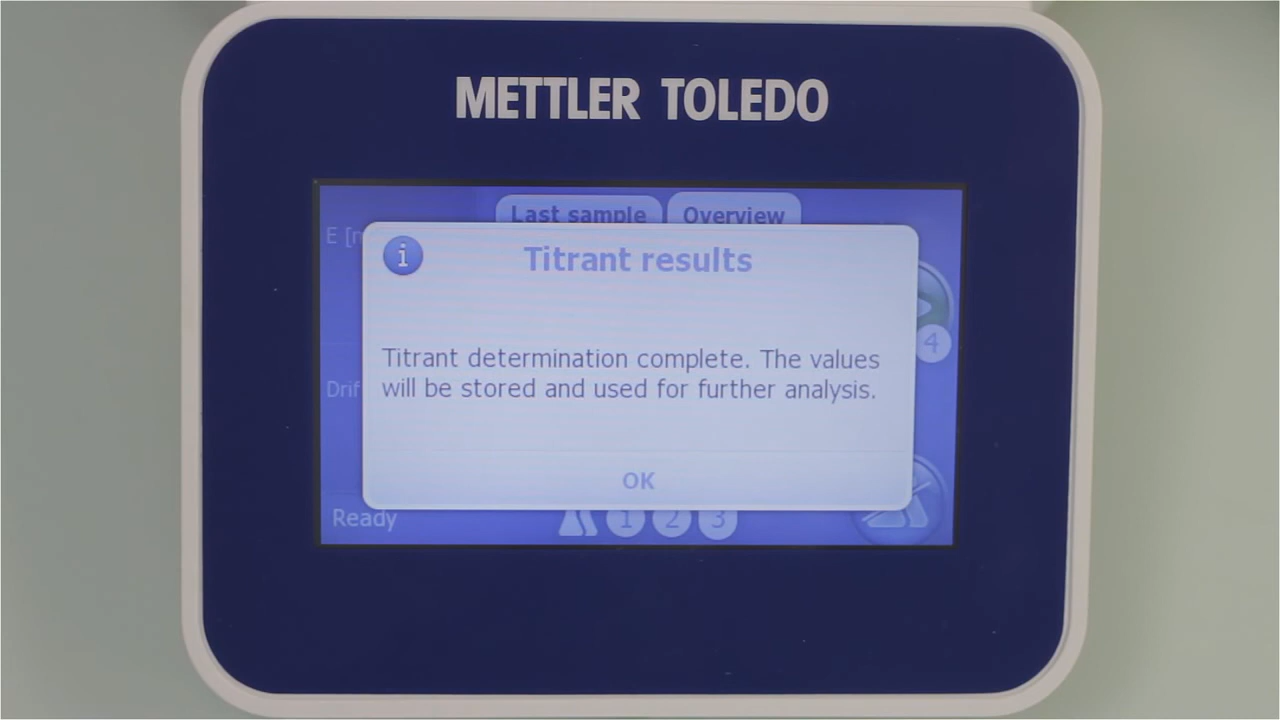 METTLER TOLEDO
Last sample
Overview
E [
Titrant results
Titrant determination complete. The values
will be stored and used for further analysis.
4
Drif
OK
Ready
1 2 3